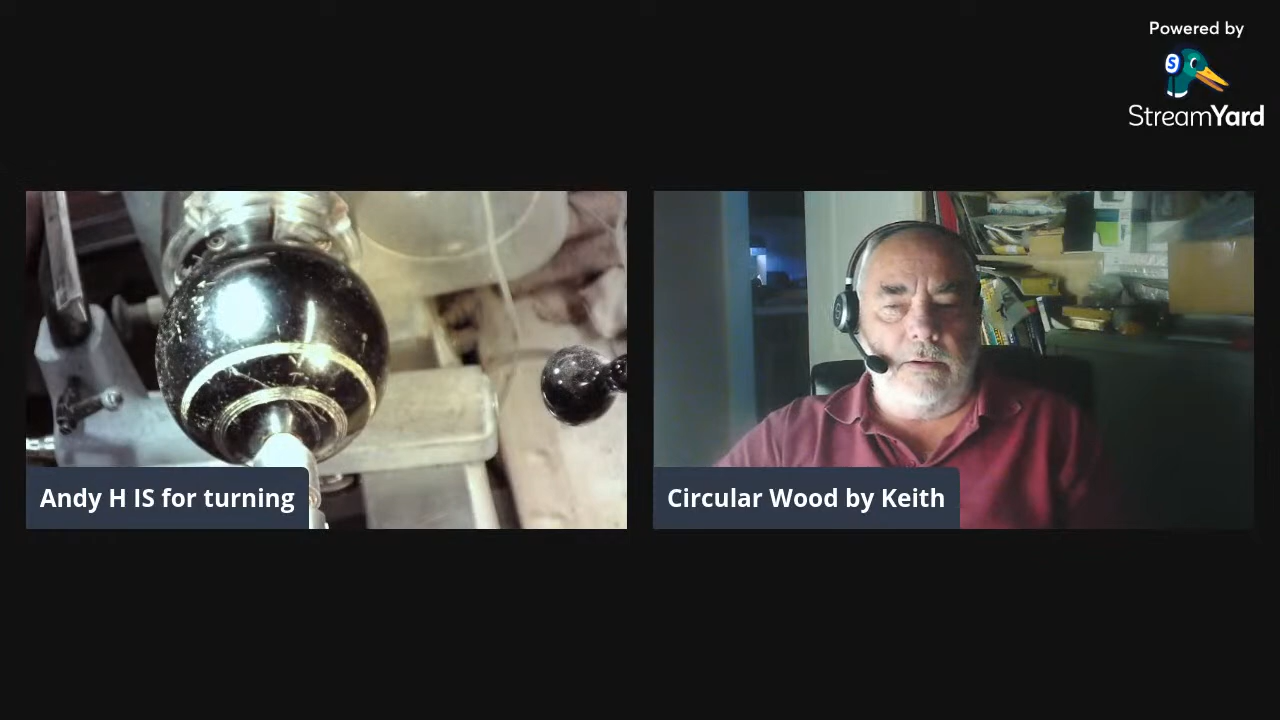 Powered by
S
StreamYard
Andy H IS for turning
Circular Wood by Keith